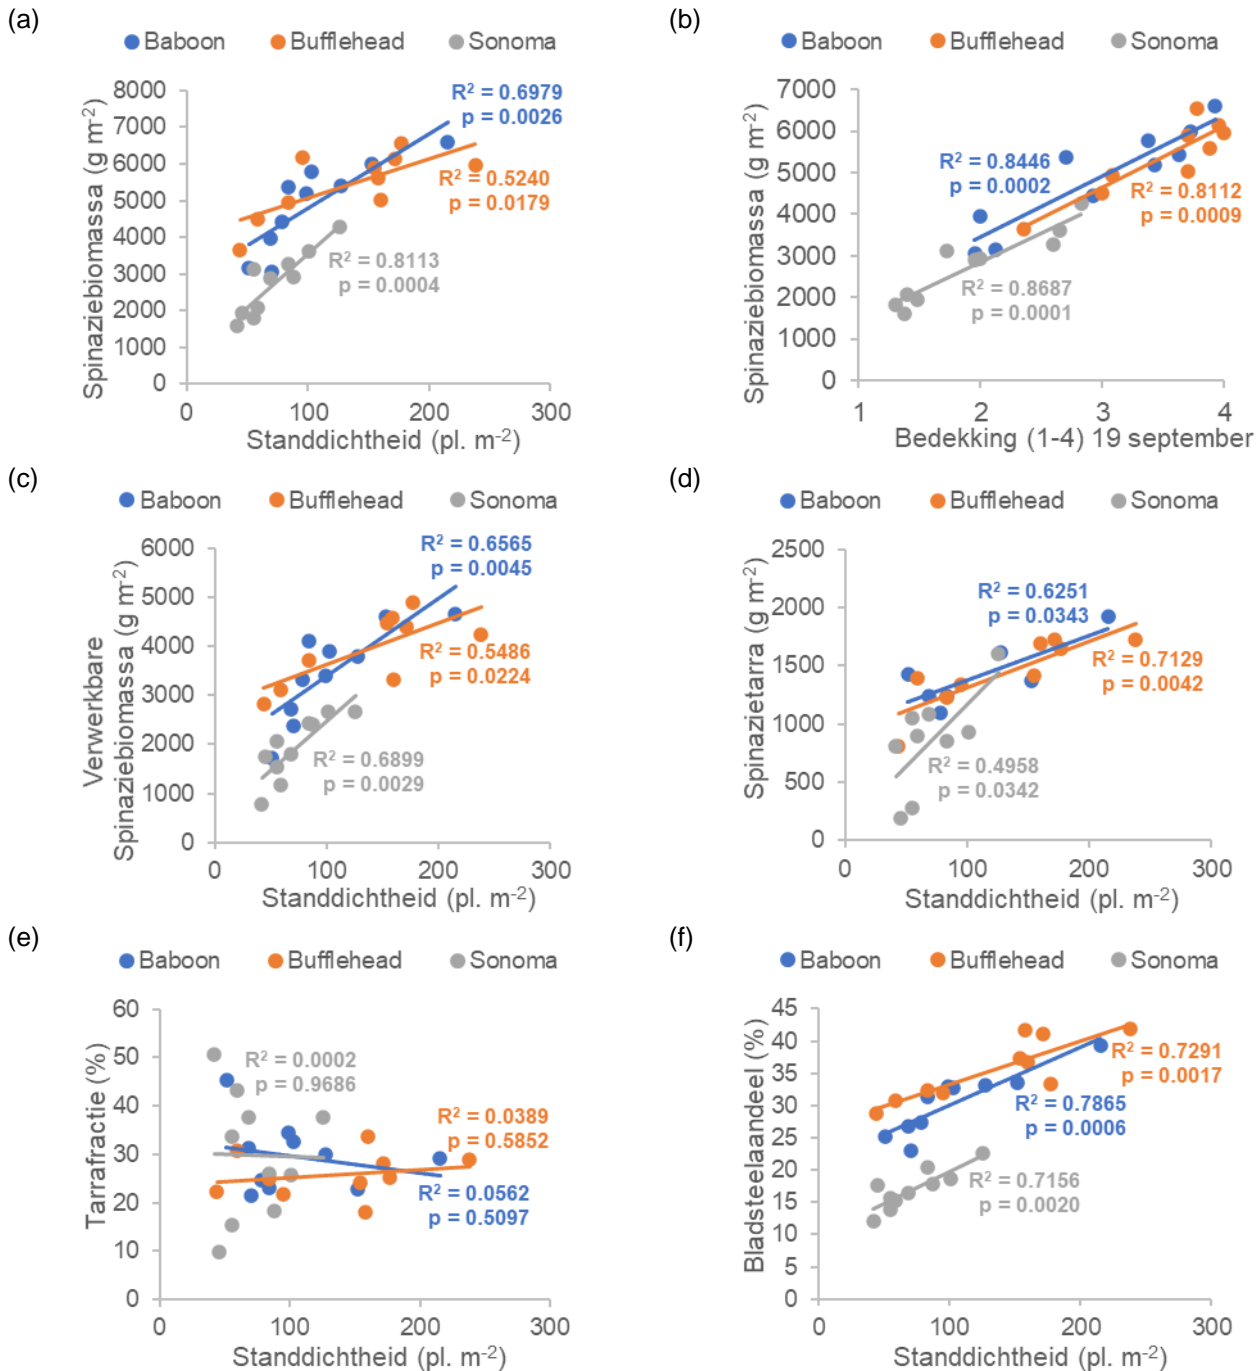 (a)
Baboon Bufflehead Sonoma
Spinaziebiomassa (g m⁻²)
8000
7000
6000
5000
4000
3000
2000
1000
0
R² = 0.6979
p = 0.0026
R² = 0.5240
p = 0.0179
R² = 0.8113
p = 0.0004
0 100 200 300
Standdichtheid (pl. m⁻²)
(b)
Baboon Bufflehead Sonoma
Spinaziebiomassa (g m⁻²)
7000
6000
5000
4000
3000
2000
1000
0
R² = 0.8446
p = 0.0002
R² = 0.8112
p = 0.0009
R² = 0.8687
p = 0.0001
1 2 3 4
Bedekking (1-4) 19 september
(c)
Baboon Bufflehead Sonoma
Verwerkbare
Spinaziebiomassa (g m⁻²)
6000
5000
4000
3000
2000
1000
0
R² = 0.6565
p = 0.0045
R² = 0.5486
p = 0.0224
R² = 0.6899
p = 0.0029
0 100 200 300
Standdichtheid (pl. m⁻²)
(d)
Baboon Bufflehead Sonoma
Spinazietarra (g m⁻²)
2500
2000
1500
1000
500
0
R² = 0.6251
p = 0.0343
R² = 0.7129
p = 0.0042
R² = 0.4958
p = 0.0342
0 100 200 300
Standdichtheid (pl. m⁻²)
(e)
Baboon Bufflehead Sonoma
Tarrafractie (%)
60
50
40
30
20
10
0
R² = 0.0002
p = 0.9686
R² = 0.0389
p = 0.5852
R² = 0.0562
p = 0.5097
0 100 200 300
Standdichtheid (pl. m⁻²)
(f)
Baboon Bufflehead Sonoma
Bladsteelaandeel (%)
45
40
35
30
25
20
15
10
5
0
R² = 0.7291
p = 0.0017
R² = 0.7865
p = 0.0006
R² = 0.7156
p = 0.0020
0 100 200 300
Standdichtheid (pl. m⁻²)